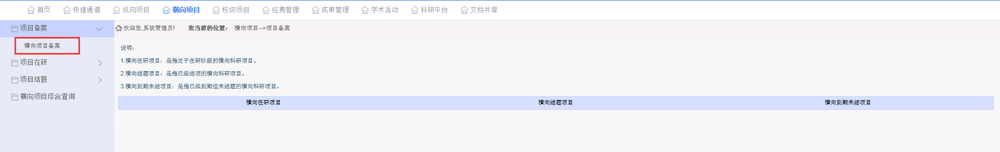 首页 快捷通道 纵向项目 横向项目 校级项目 经费管理 成果管理 学术活动 科研平台 文档共享
项目备案
横向项目备案
项目在研
项目结题
横向项目综合查询
欢迎您,系统管理员! 您当前的位置： 横向项目-->项目备案
说明：
1.横向在研项目：是指处于在研阶段的横向科研项目。
2.横向结题项目：是指已经结项的横向科研项目。
3.横向到期未结项目：是指已经到期但未结题的横向科研项目。
横向在研项目 横向结题项目 横向到期未结项目